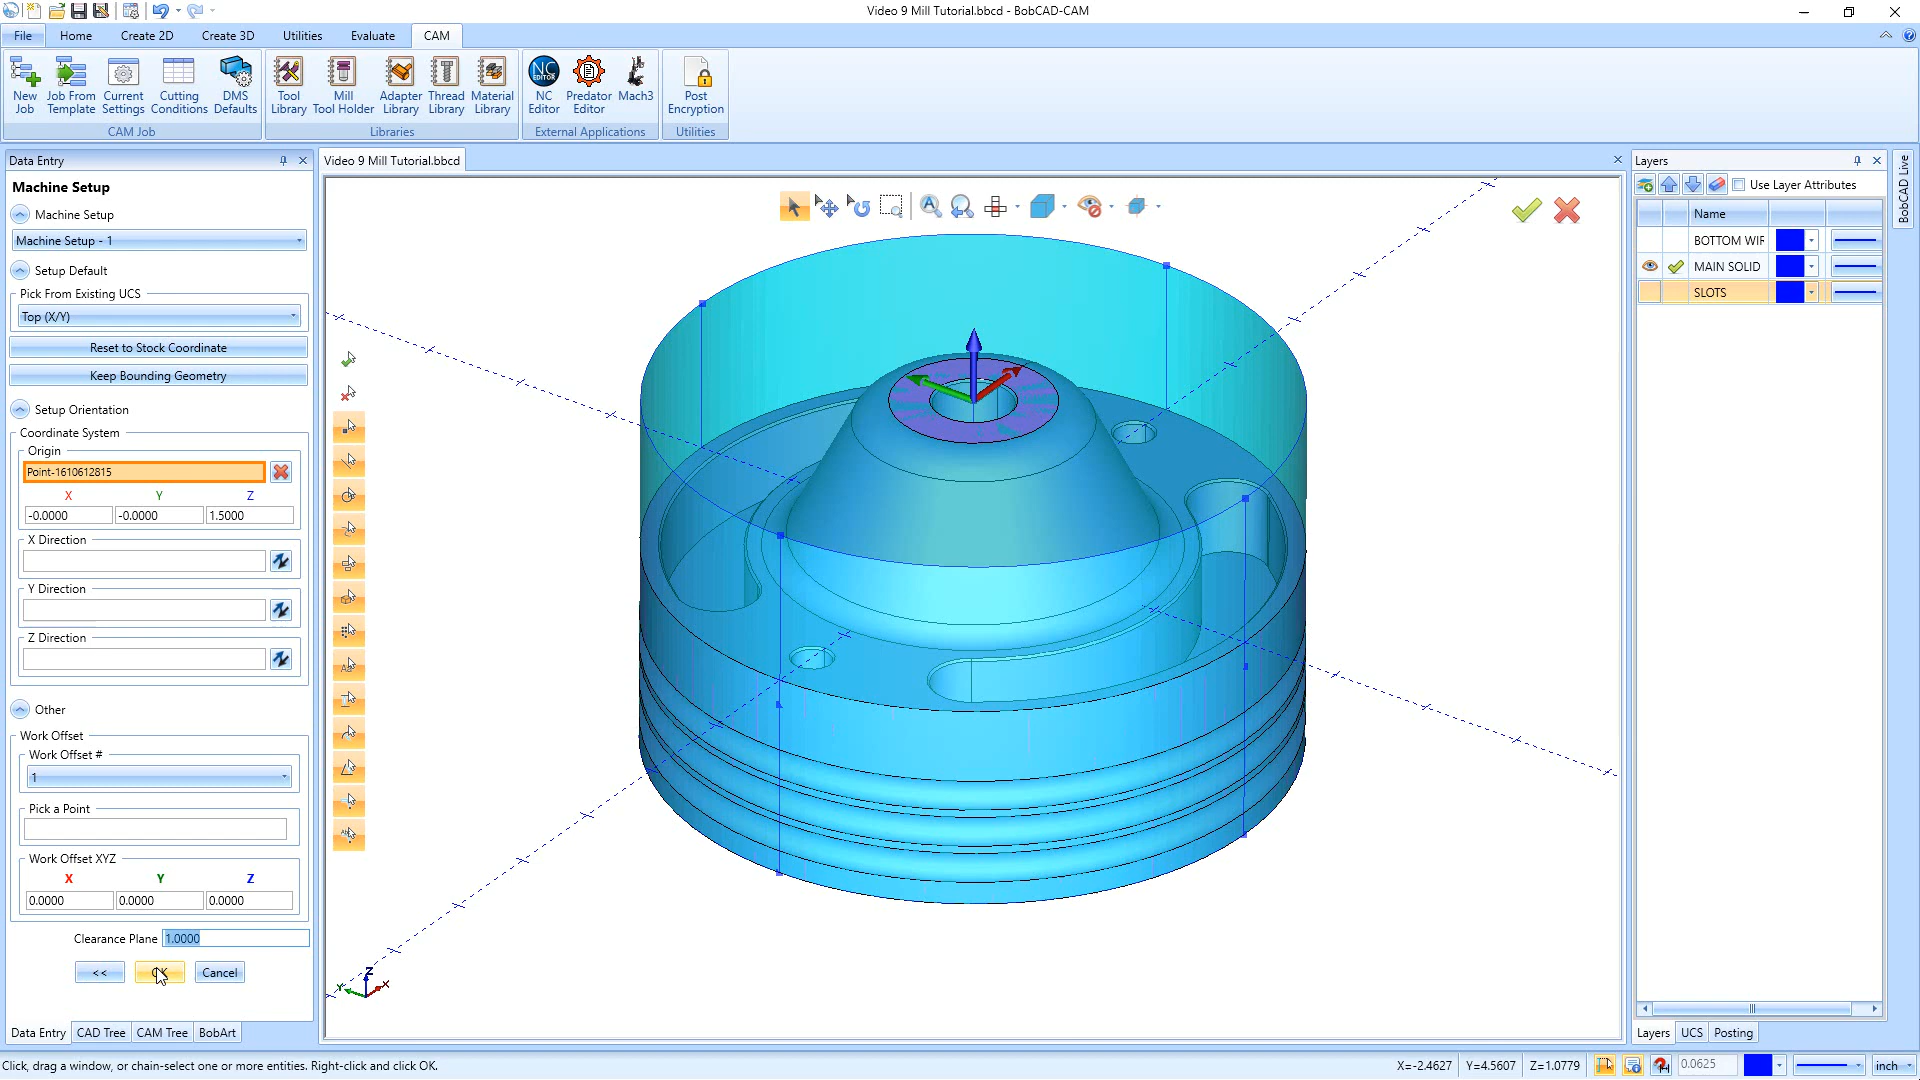 Video 9 Mill Tutorial.bbcd - BobCAD-CAM
File Home Create 2D Create 3D Utilities Evaluate CAM
New Job
Job From Template
Current Settings
Cutting Conditions
DMS Defaults
CAM Job
Tool Library
Mill Tool Holder
Adapter Library
Thread Library
Material Library
Libraries
NC EDITOR
NC Editor
Predator Editor
Mach3
External Applications
Post Encryption
Utilities
Data Entry
Machine Setup
Machine Setup
Machine Setup - 1
Setup Default
Pick From Existing UCS
Top (X/Y)
Reset to Stock Coordinate
Keep Bounding Geometry
Setup Orientation
Coordinate System
Origin
Point-1610612815
X Y Z
-0.0000 -0.0000 1.5000
X Direction
Y Direction
Z Direction
Other
Work Offset
Work Offset #
1
Pick a Point
Work Offset XYZ
X Y Z
0.0000 0.0000 0.0000
Clearance Plane 1.0000
<< OK Cancel
Data Entry CAD Tree CAM Tree BobArt
Video 9 Mill Tutorial.bbcd
Z
Y X
Layers
Use Layer Attributes
Name
BOTTOM WIF
MAIN SOLID
SLOTS
Layers UCS Posting
BobCAD Live
Click, drag a window, or chain-select one or more entities. Right-click and click OK.
X=-2.4627 Y=4.5607 Z=1.0779 0.0625 inch